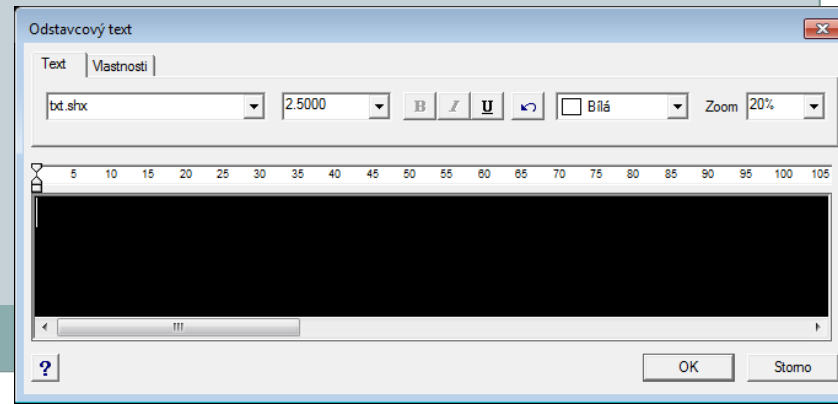 Odstavcový text
Text Vlastnosti
txt.shx 2.5000 B I U Bílá Zoom 20%
5 10 15 20 25 30 35 40 45 50 55 60 65 70 75 80 85 90 95 100 105
? OK Storno